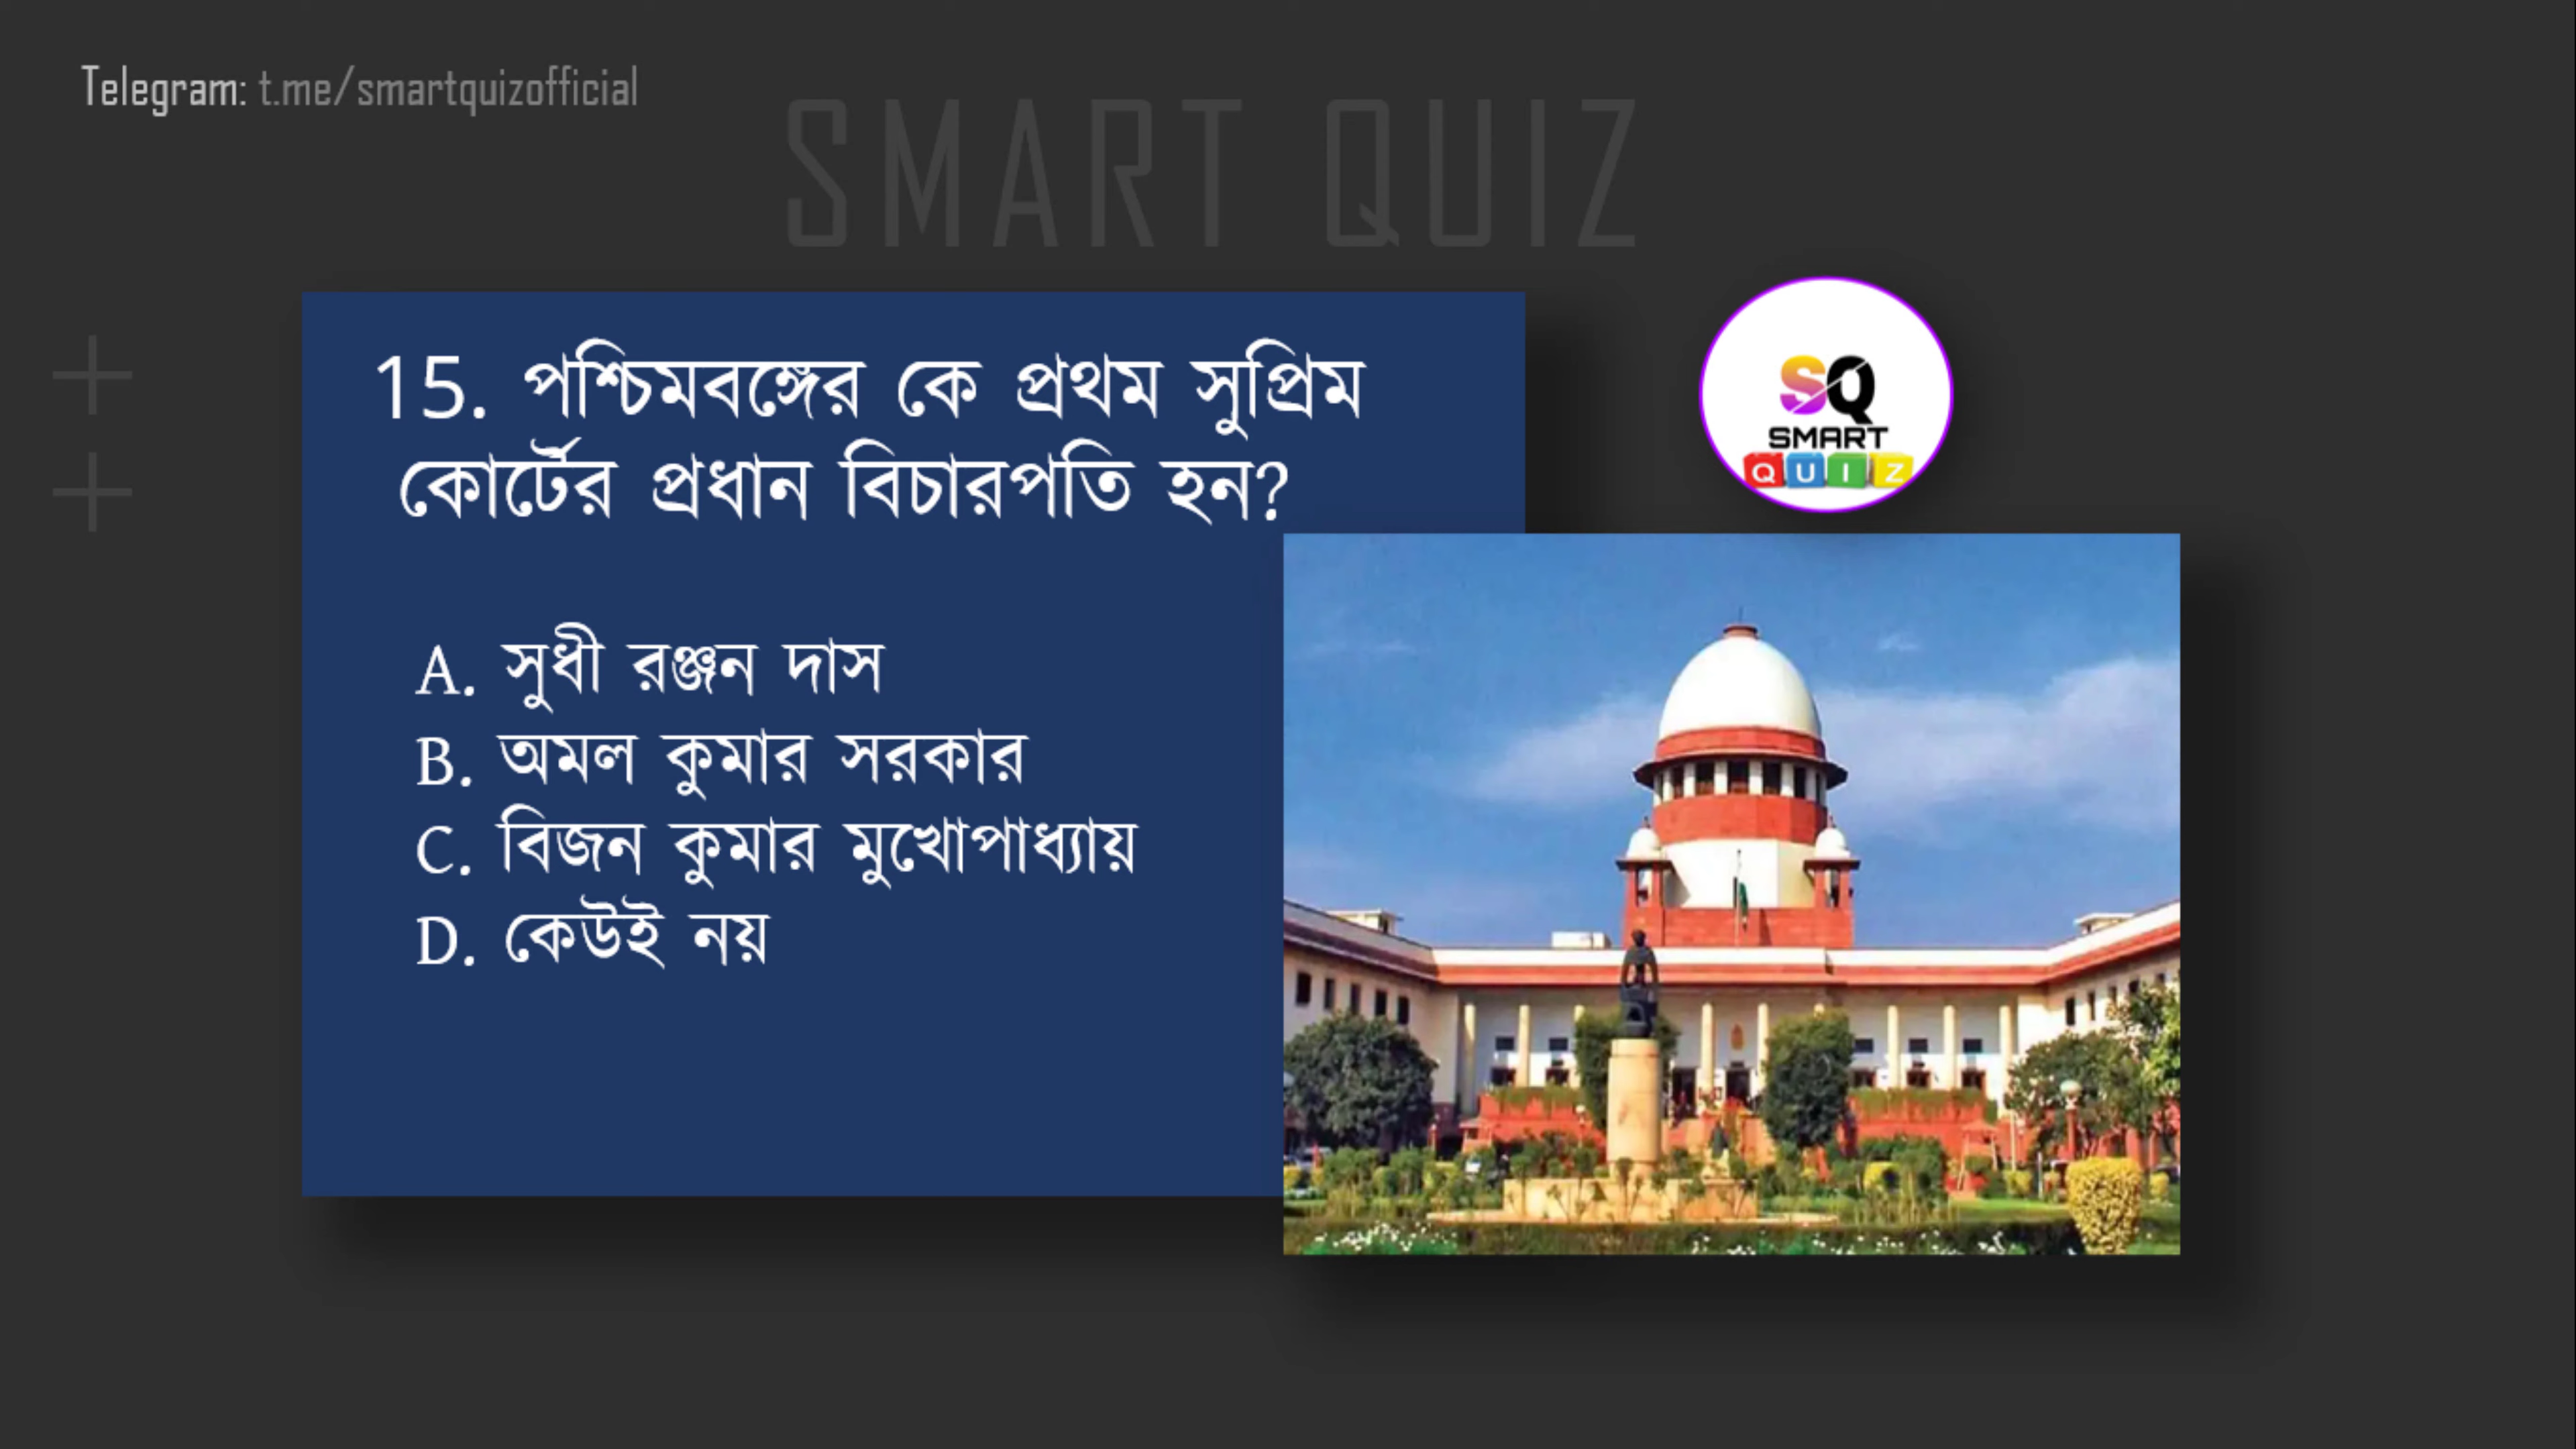 Telegram: t.me/smartquizofficial
SMART QUIZ
15. পশ্চিমবঙ্গের কে প্রথম সুপ্রিম
কোর্টের প্রধান বিচারপতি হন?
A. সুধী রঞ্জন দাস
B. অমল কুমার সরকার
C. বিজন কুমার মুখোপাধ্যায়
D. কেউই নয়
SQ
SMART
QUIZ